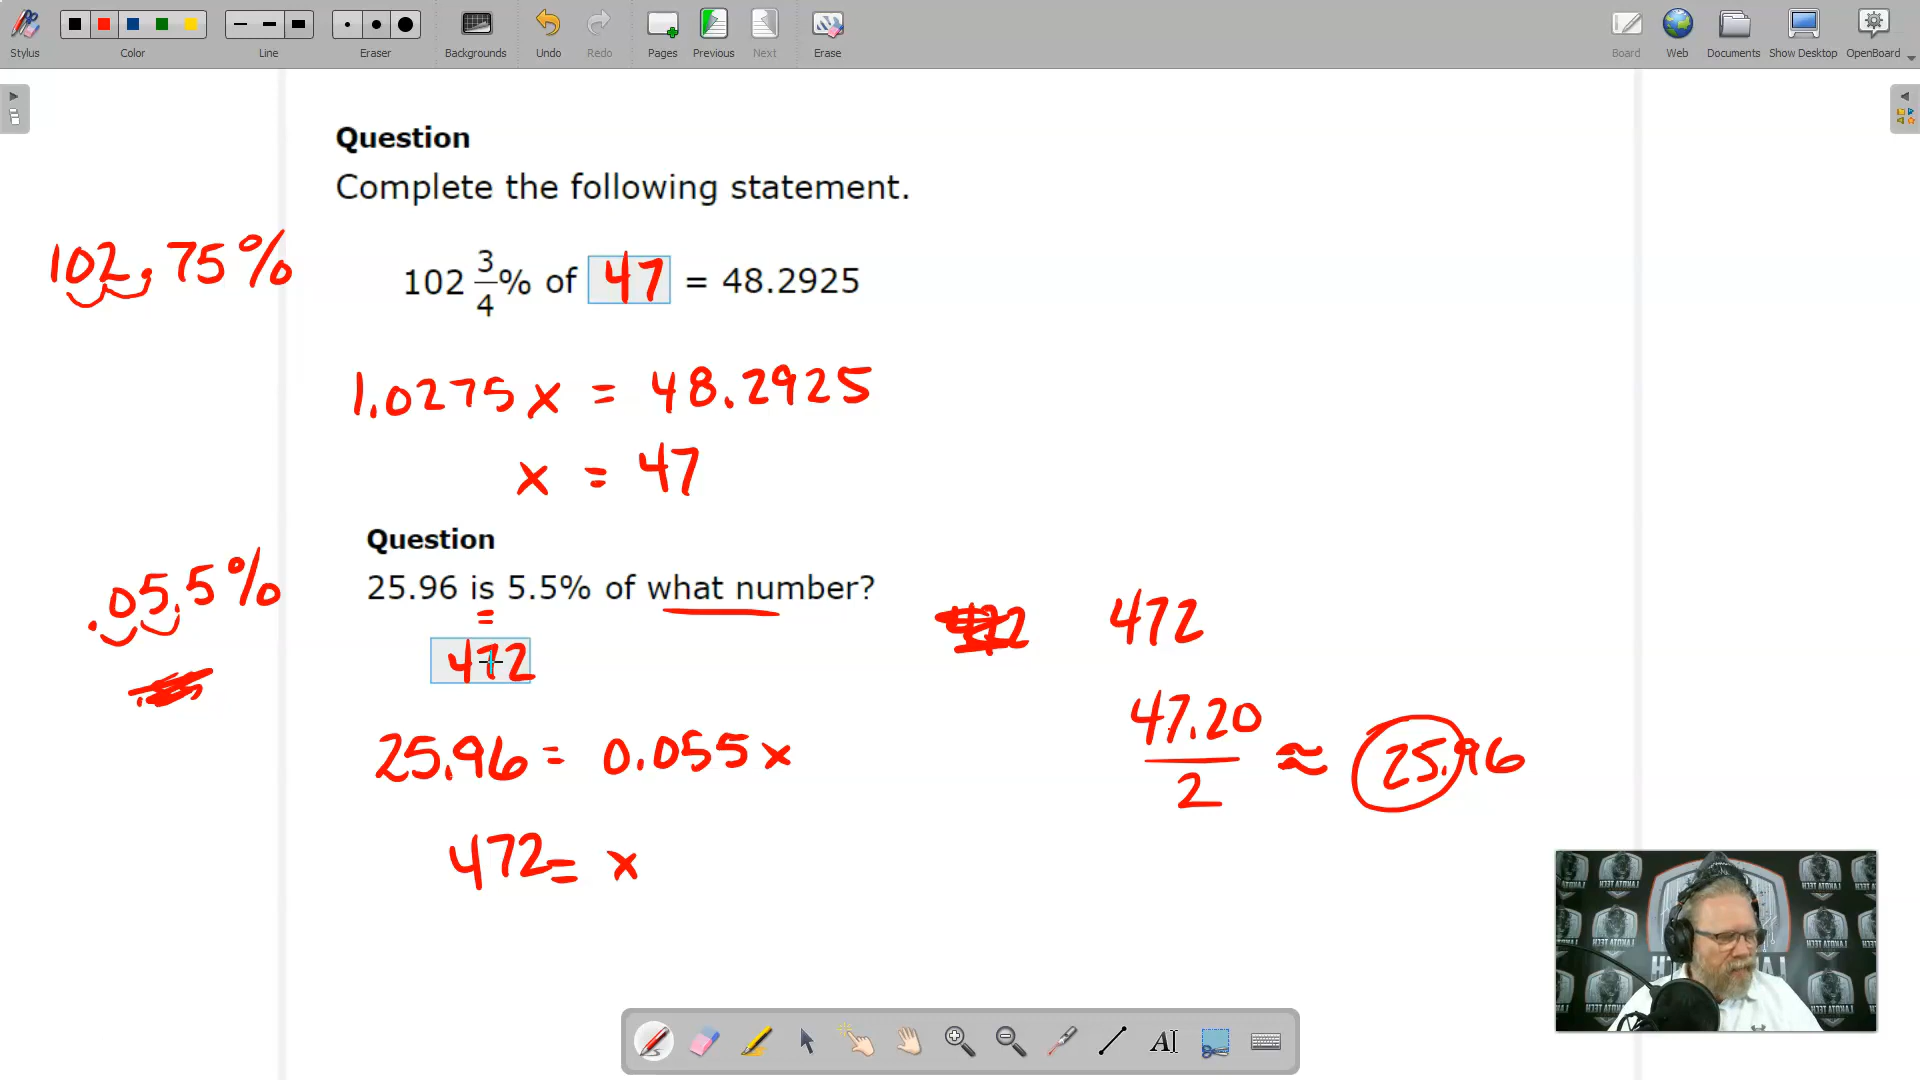 Stylus Color Line Eraser Backgrounds Undo Redo Pages Previous Next Erase Board Web Documents Show Desktop OpenBoard
Question
Complete the following statement.
102.75%
102 3/4% of 47 = 48.2925
1.0275x = 48.2925
x = 47
Question
.05.5%
25.96 is 5.5% of what number?
=
472
472
25.96 = 0.055x
47.20/2 ≈ 25.96
472 = x
LAKOTA TECH